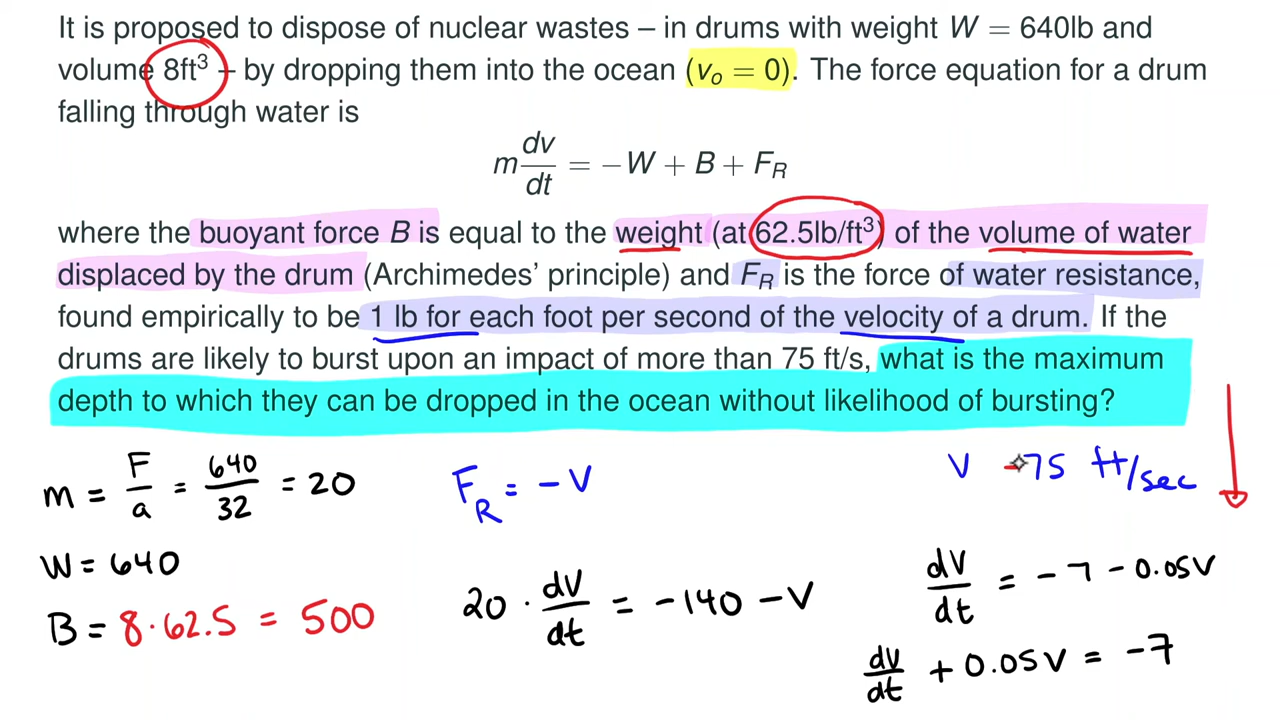 It is proposed to dispose of nuclear wastes – in drums with weight W = 640lb and
volume 8ft³ – by dropping them into the ocean (v₀ = 0). The force equation for a drum
falling through water is
m dv/dt = −W + B + F_R
where the buoyant force B is equal to the weight (at 62.5lb/ft³) of the volume of water
displaced by the drum (Archimedes' principle) and F_R is the force of water resistance,
found empirically to be 1 lb for each foot per second of the velocity of a drum. If the
drums are likely to burst upon an impact of more than 75 ft/s, what is the maximum
depth to which they can be dropped in the ocean without likelihood of bursting?
m = F/a = 640/32 = 20
F_R = −V
V −75 ft/sec
W = 640
B = 8·62.5 = 500
20 · dV/dt = −140 − V
dV/dt = −7 − 0.05V
dV/dt + 0.05V = −7